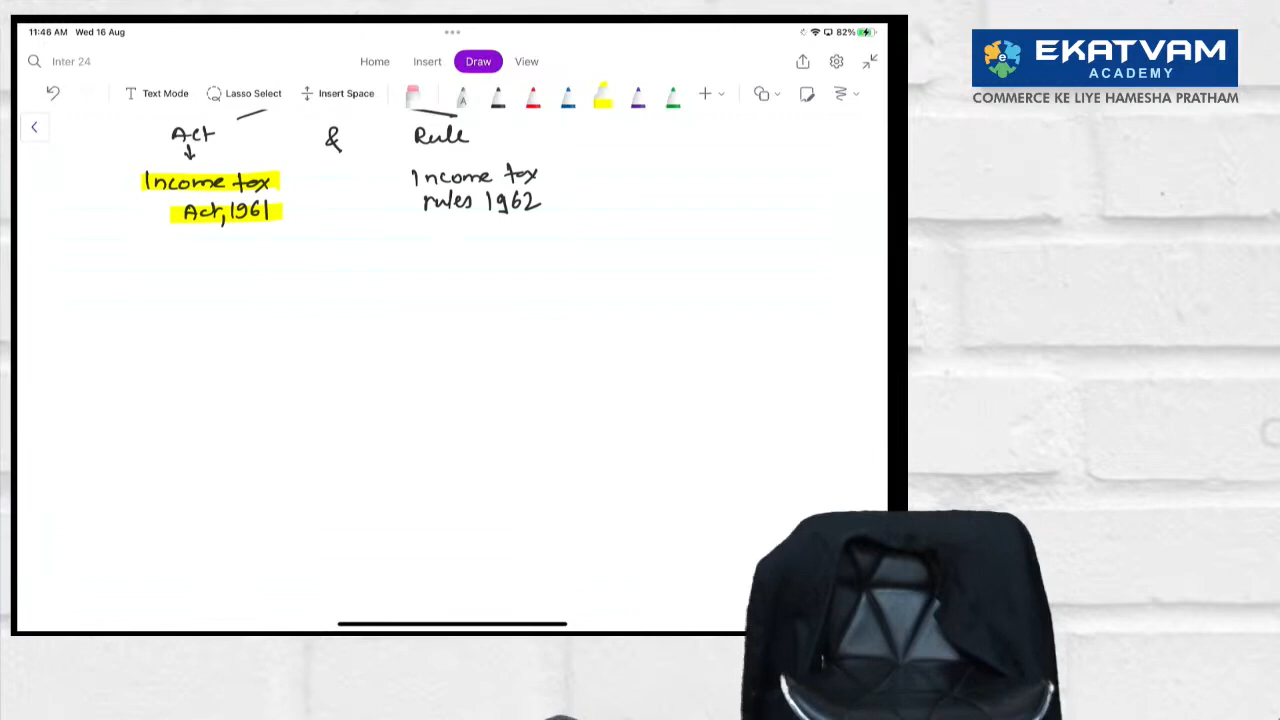 11:46 AM Wed 16 Aug
82%
EKATVAM
ACADEMY
COMMERCE KE LIYE HAMESHA PRATHAM
Inter 24
Home Insert Draw View
Text Mode Lasso Select Insert Space
A
Act & Rule
Income tax
Act, 1961
Income tax
rules 1962